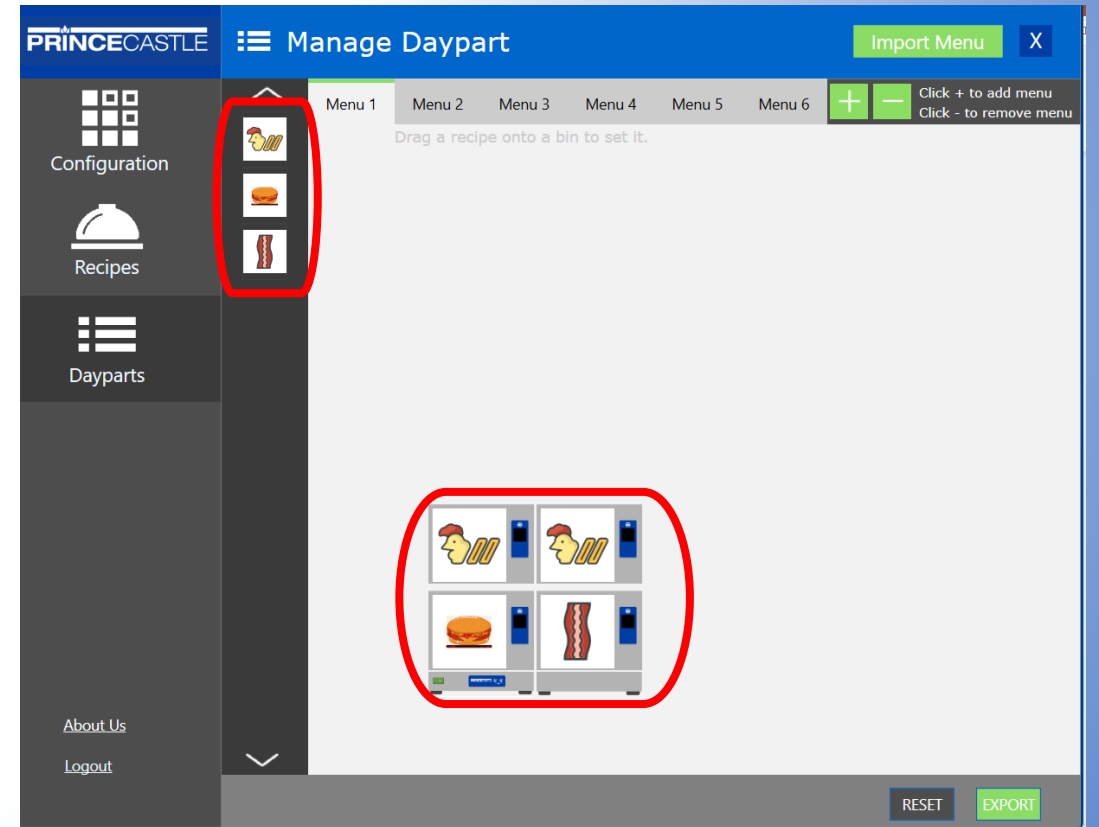 PRINCECASTLE
Manage Daypart
Import Menu
X
Configuration
Recipes
Dayparts
About Us
Logout
Menu 1
Menu 2
Menu 3
Menu 4
Menu 5
Menu 6
+
−
Click + to add menu
Click - to remove menu
Drag a recipe onto a bin to set it.
RESET
EXPORT